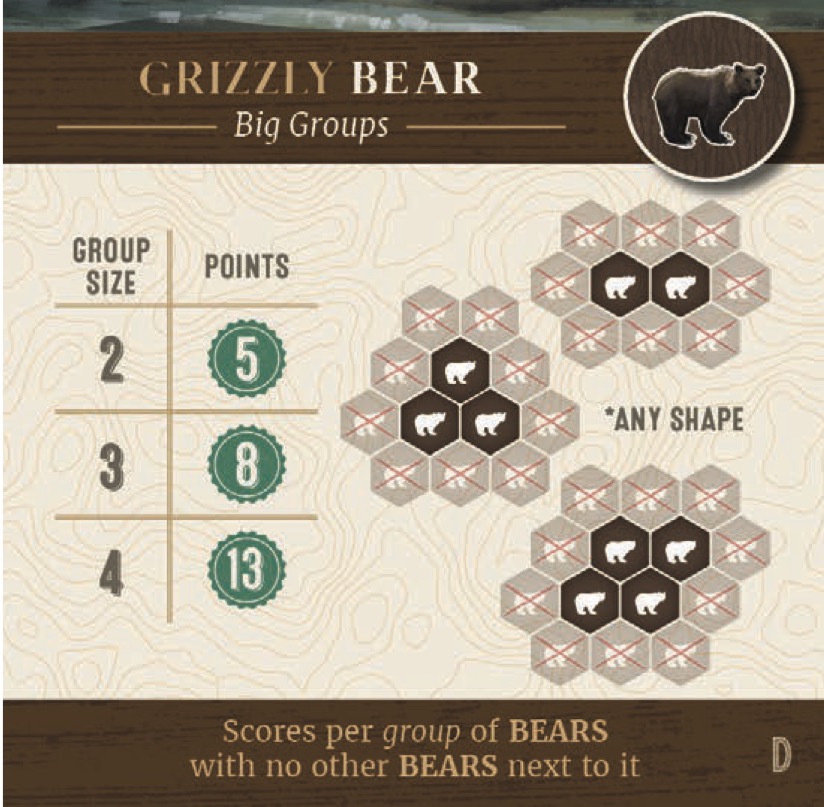 GRIZZLY BEAR
Big Groups
GROUP SIZE
POINTS
2
5
3
8
4
13
*ANY SHAPE
Scores per group of BEARS
with no other BEARS next to it
D